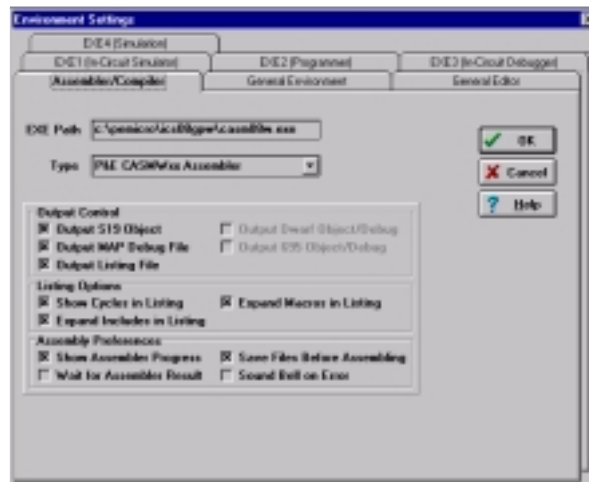 Environment Settings
EXE4 (Simulation)
EXE1 (In-Circuit Simulator) EXE2 (Programmer) EXE3 (In-Circuit Debugger)
Assembler/Compiler General Environment General Editor
EXE Path
OK
Type P&E CASMWin Assembler
Cancel
Help
Output Control
Output S19 Object Output Dwarf Object/Debug
Output MAP Debug File Output 695 Object/Debug
Output Listing File
Listing Options
Show Cycles in Listing Expand Macros in Listing
Expand Includes in Listing
Assembly Preferences
Show Assembler Progress Save Files Before Assembling
Wait for Assembler Result Sound Bell on Error